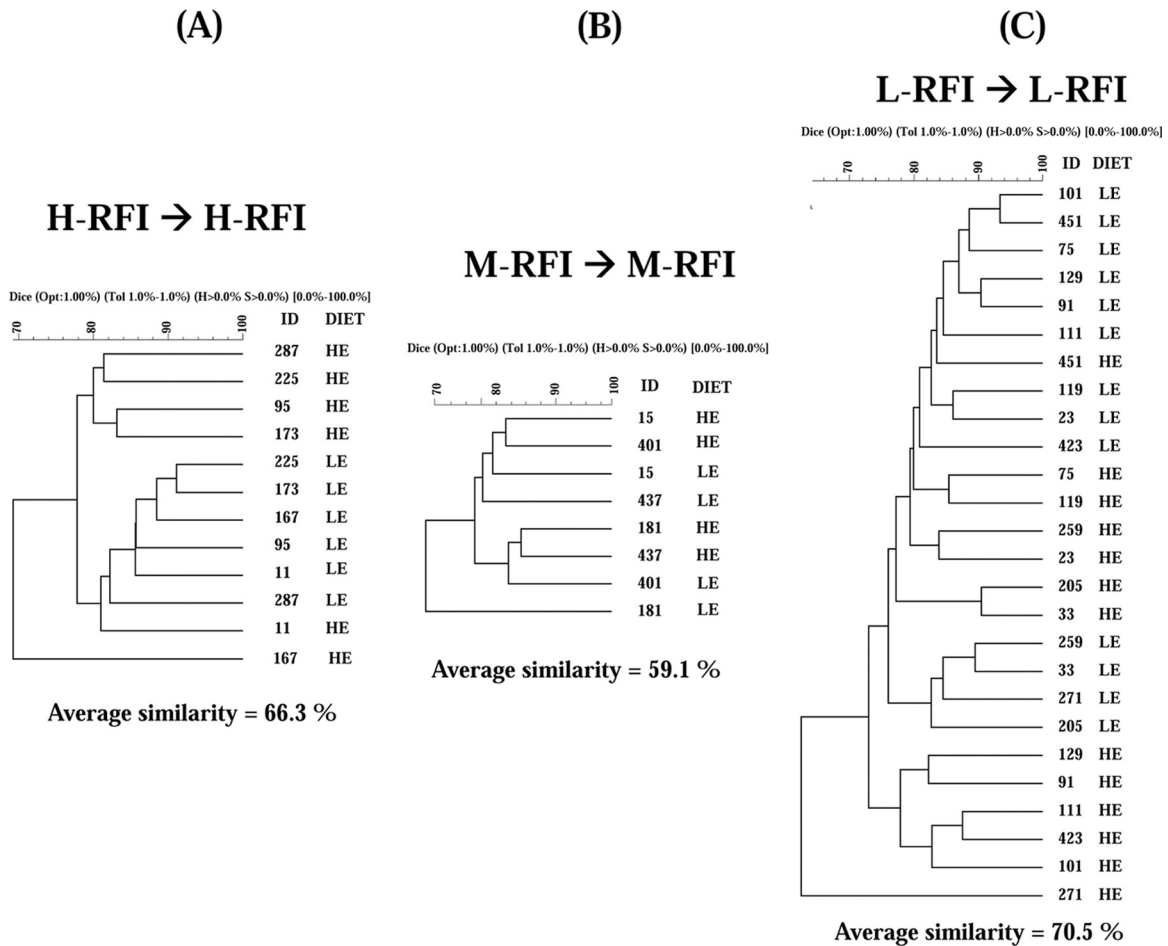 (A)
H-RFI → H-RFI
Dice (Opt:1.00%) (Tol 1.0%-1.0%) (H>0.0% S>0.0%) [0.0%-100.0%]
70 80 90 100
ID DIET
287 HE
225 HE
95 HE
173 HE
225 LE
173 LE
167 LE
95 LE
11 LE
287 LE
11 HE
167 HE
Average similarity = 66.3 %
(B)
M-RFI → M-RFI
Dice (Opt:1.00%) (Tol 1.0%-1.0%) (H>0.0% S>0.0%) [0.0%-100.0%]
70 80 90 100
ID DIET
15 HE
401 HE
15 LE
437 LE
181 HE
437 HE
401 LE
181 LE
Average similarity = 59.1 %
(C)
L-RFI → L-RFI
Dice (Opt:1.00%) (Tol 1.0%-1.0%) (H>0.0% S>0.0%) [0.0%-100.0%]
70 80 90 100
ID DIET
101 LE
451 LE
75 LE
129 LE
91 LE
111 LE
451 HE
119 LE
23 LE
423 LE
75 HE
119 HE
259 HE
23 HE
205 HE
33 HE
259 LE
33 LE
271 LE
205 LE
129 HE
91 HE
111 HE
423 HE
101 HE
271 HE
Average similarity = 70.5 %